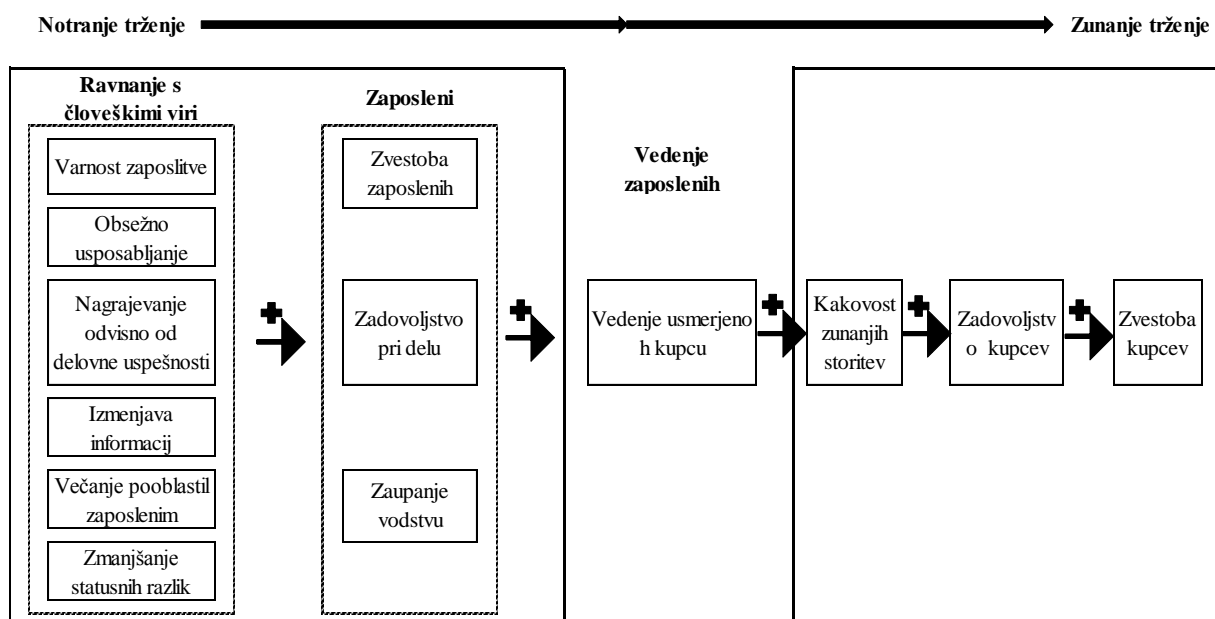 Notranje trženje
Zunanje trženje
Ravnanje s
človeškimi viri
Varnost zaposlitve
Obsežno
usposabljanje
Nagrajevanje
odvisno od
delovne uspešnosti
Izmenjava
informacij
Večanje pooblastil
zaposlenim
Zmanjšanje
statusnih razlik
+
Zaposleni
Zvestoba
zaposlenih
Zadovoljstvo
pri delu
Zaupanje
vodstvu
+
Vedenje
zaposlenih
Vedenje usmerjeno
h kupcu
+
Kakovost
zunanjih
storitev
+
Zadovoljstv
o kupcev
+
Zvestoba
kupcev